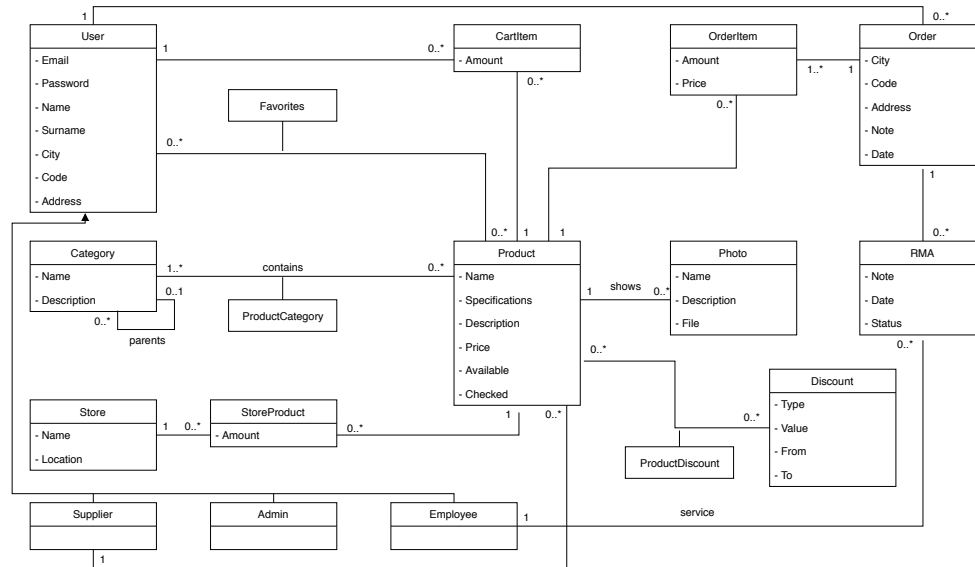 1
0..*
User
- Email
- Password
- Name
- Surname
- City
- Code
- Address
1
0..*
CartItem
- Amount
0..*
OrderItem
- Amount
- Price
0..*
1..*
1
Order
- City
- Code
- Address
- Note
- Date
1
0..*
Favorites
0..*
0..*
1
1
Category
- Name
- Description
1..*
contains
0..*
0..1
0..*
parents
ProductCategory
Product
- Name
- Specifications
- Description
- Price
- Available
- Checked
1
shows
0..*
Photo
- Name
- Description
- File
RMA
- Note
- Date
- Status
0..*
0..*
0..*
Discount
- Type
- Value
- From
- To
ProductDiscount
Store
- Name
- Location
1
0..*
StoreProduct
- Amount
0..*
1
0..*
Supplier
1
Admin
Employee
1
service